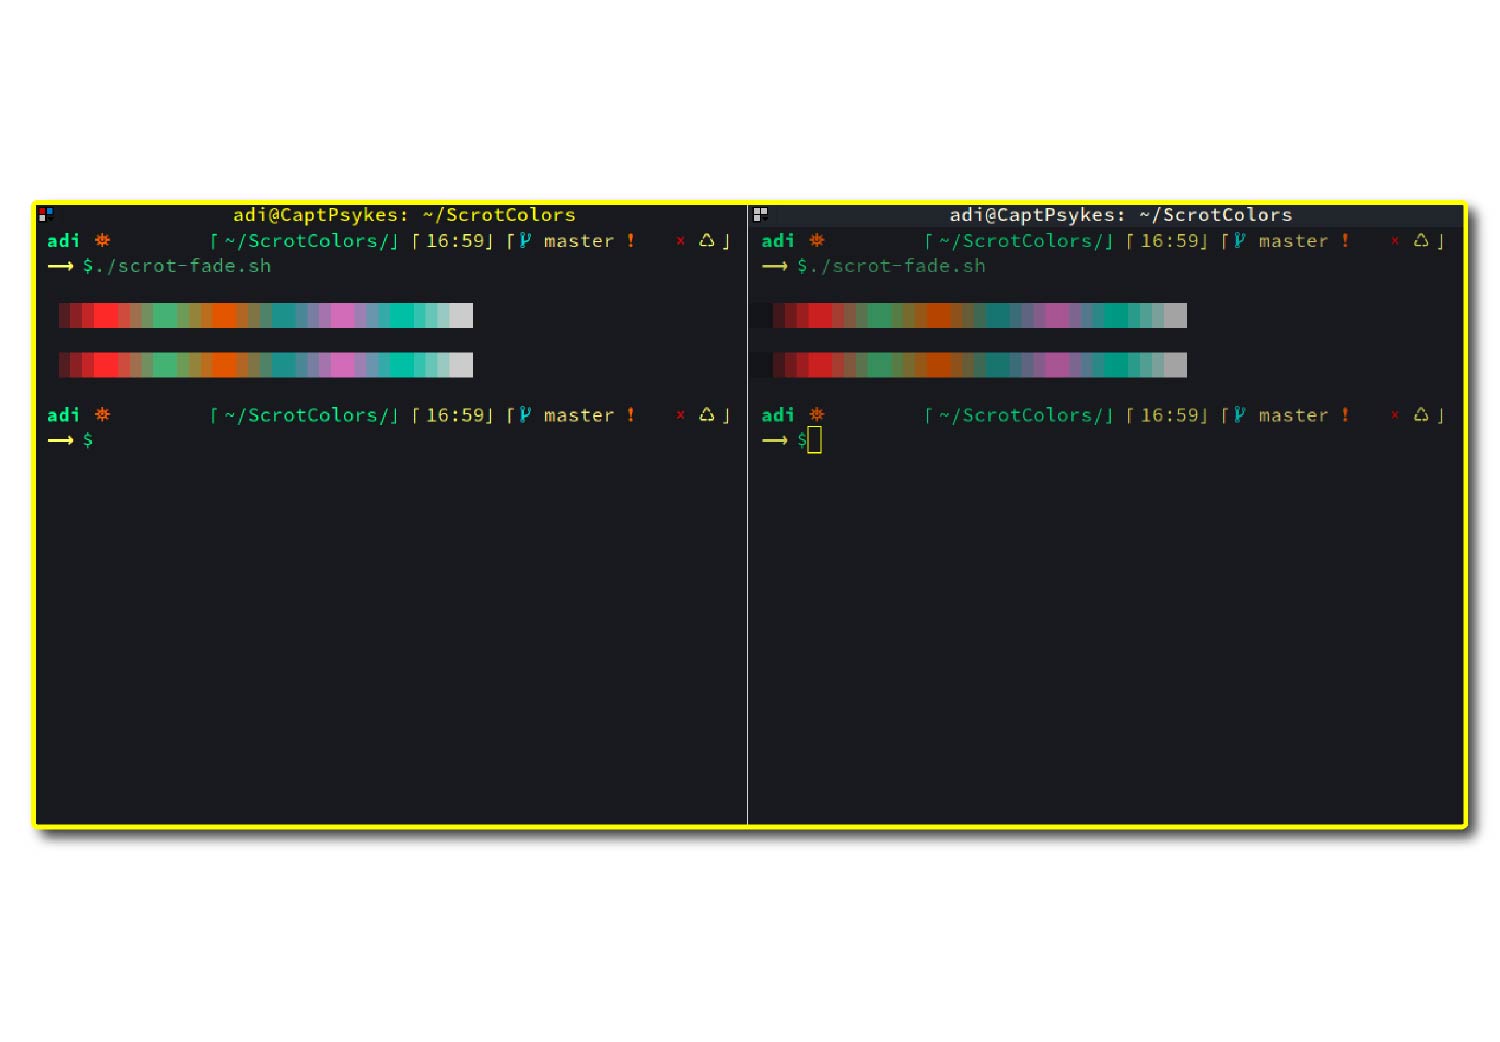 adi@CaptPsykes: ~/ScrotColors
adi ⎡~/ScrotColors/⎦⎡16:59⎦⎡ master ! × ♺ ⎦
⟶ $./scrot-fade.sh
adi ⎡~/ScrotColors/⎦⎡16:59⎦⎡ master ! × ♺ ⎦
⟶ $
adi@CaptPsykes: ~/ScrotColors
adi ⎡~/ScrotColors/⎦⎡16:59⎦⎡ master ! × ♺ ⎦
⟶ $./scrot-fade.sh
adi ⎡~/ScrotColors/⎦⎡16:59⎦⎡ master ! × ♺ ⎦
⟶ $